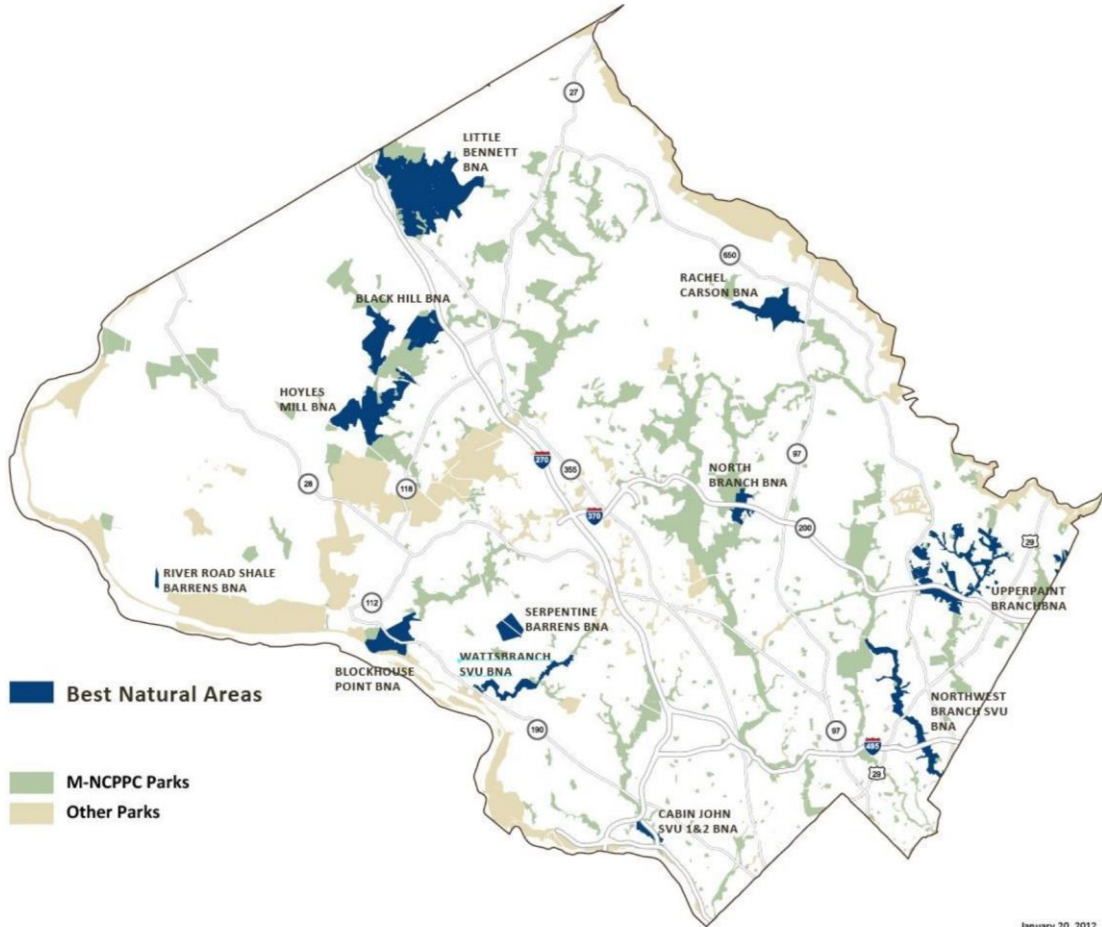 27
LITTLE
BENNETT
BNA
650
RACHEL
CARSON BNA
BLACK HILL BNA
HOYLES
MILL BNA
270
355
97
NORTH
BRANCH BNA
28
118
370
200
29
RIVER ROAD SHALE
BARRENS BNA
UPPERPAINT
BRANCHBNA
112
SERPENTINE
BARRENS BNA
WATTSBRANCH
SVU BNA
BLOCKHOUSE
POINT BNA
Best Natural Areas
NORTHWEST
BRANCH SVU
BNA
190
97
495
29
M-NCPPC Parks
Other Parks
CABIN JOHN
SVU 1&2 BNA
January 20, 2012